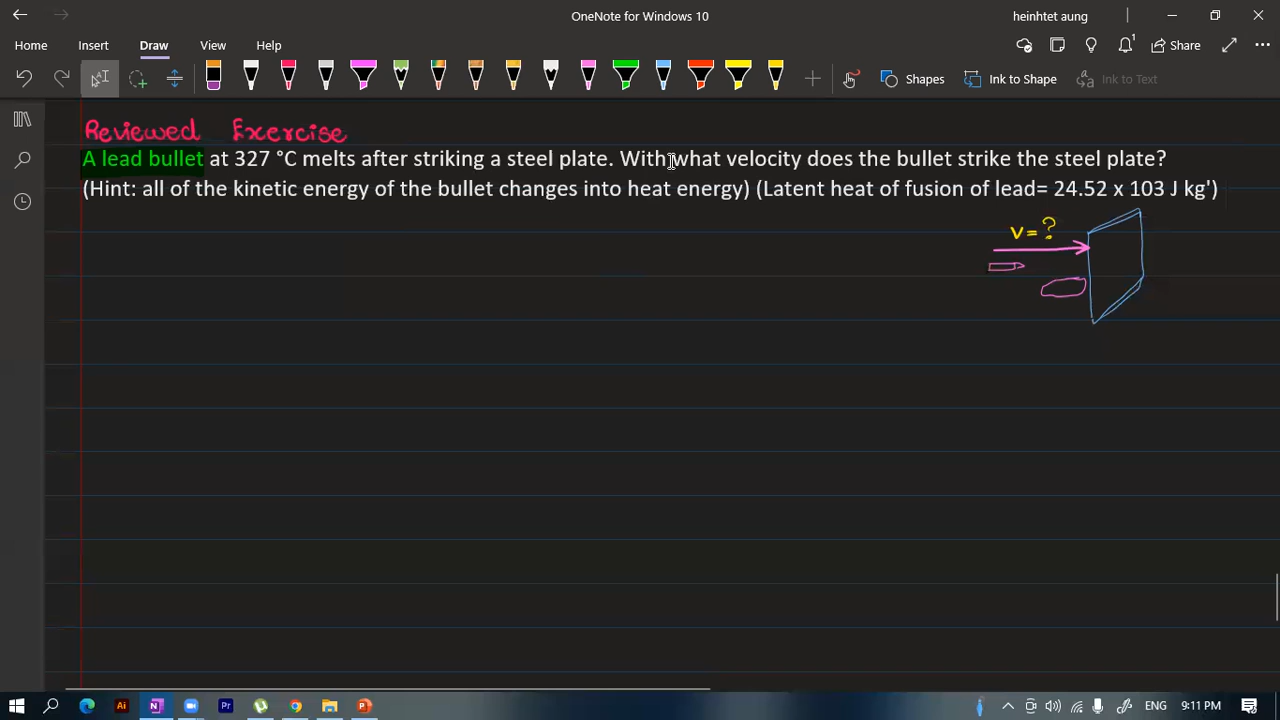 OneNote for Windows 10
heinhtet aung
Home Insert Draw View Help
Share
Shapes Ink to Shape Ink to Text
Reviewed Exercise
A lead bullet at 327 °C melts after striking a steel plate. With what velocity does the bullet strike the steel plate?
(Hint: all of the kinetic energy of the bullet changes into heat energy) (Latent heat of fusion of lead= 24.52 x 103 J kg')
v = ?
ENG 9:11 PM